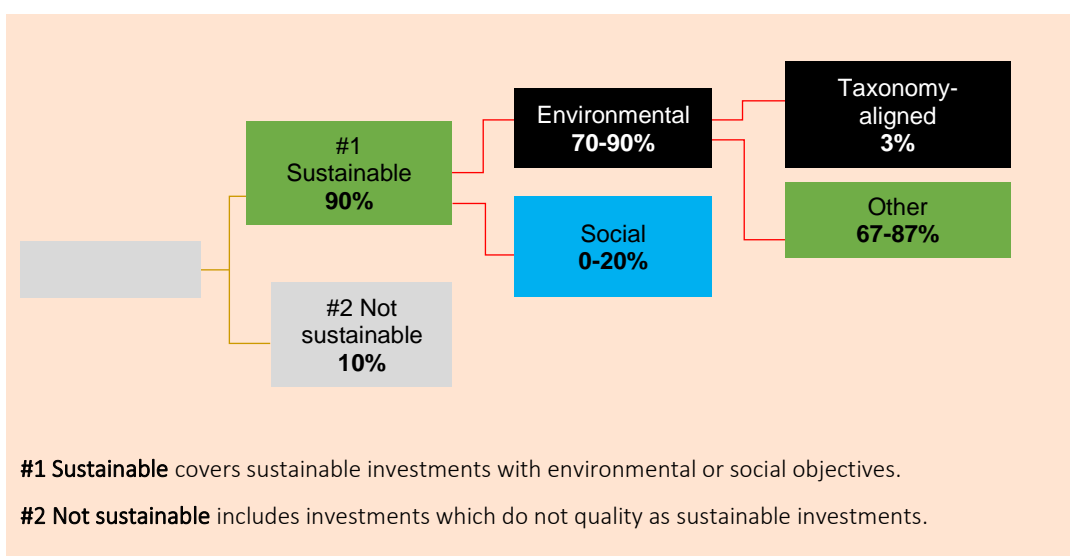 #1
Sustainable
90%
#2 Not
sustainable
10%
Environmental
70-90%
Social
0-20%
Taxonomy-
aligned
3%
Other
67-87%
#1 Sustainable covers sustainable investments with environmental or social objectives.
#2 Not sustainable includes investments which do not quality as sustainable investments.